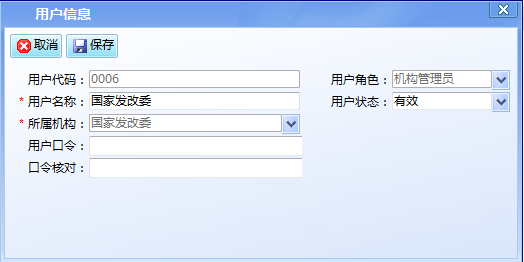 用户信息
取消 保存
用户代码： 0006 用户角色： 机构管理员
* 用户名称： 国家发改委 用户状态： 有效
* 所属机构： 国家发改委
用户口令：
口令核对：